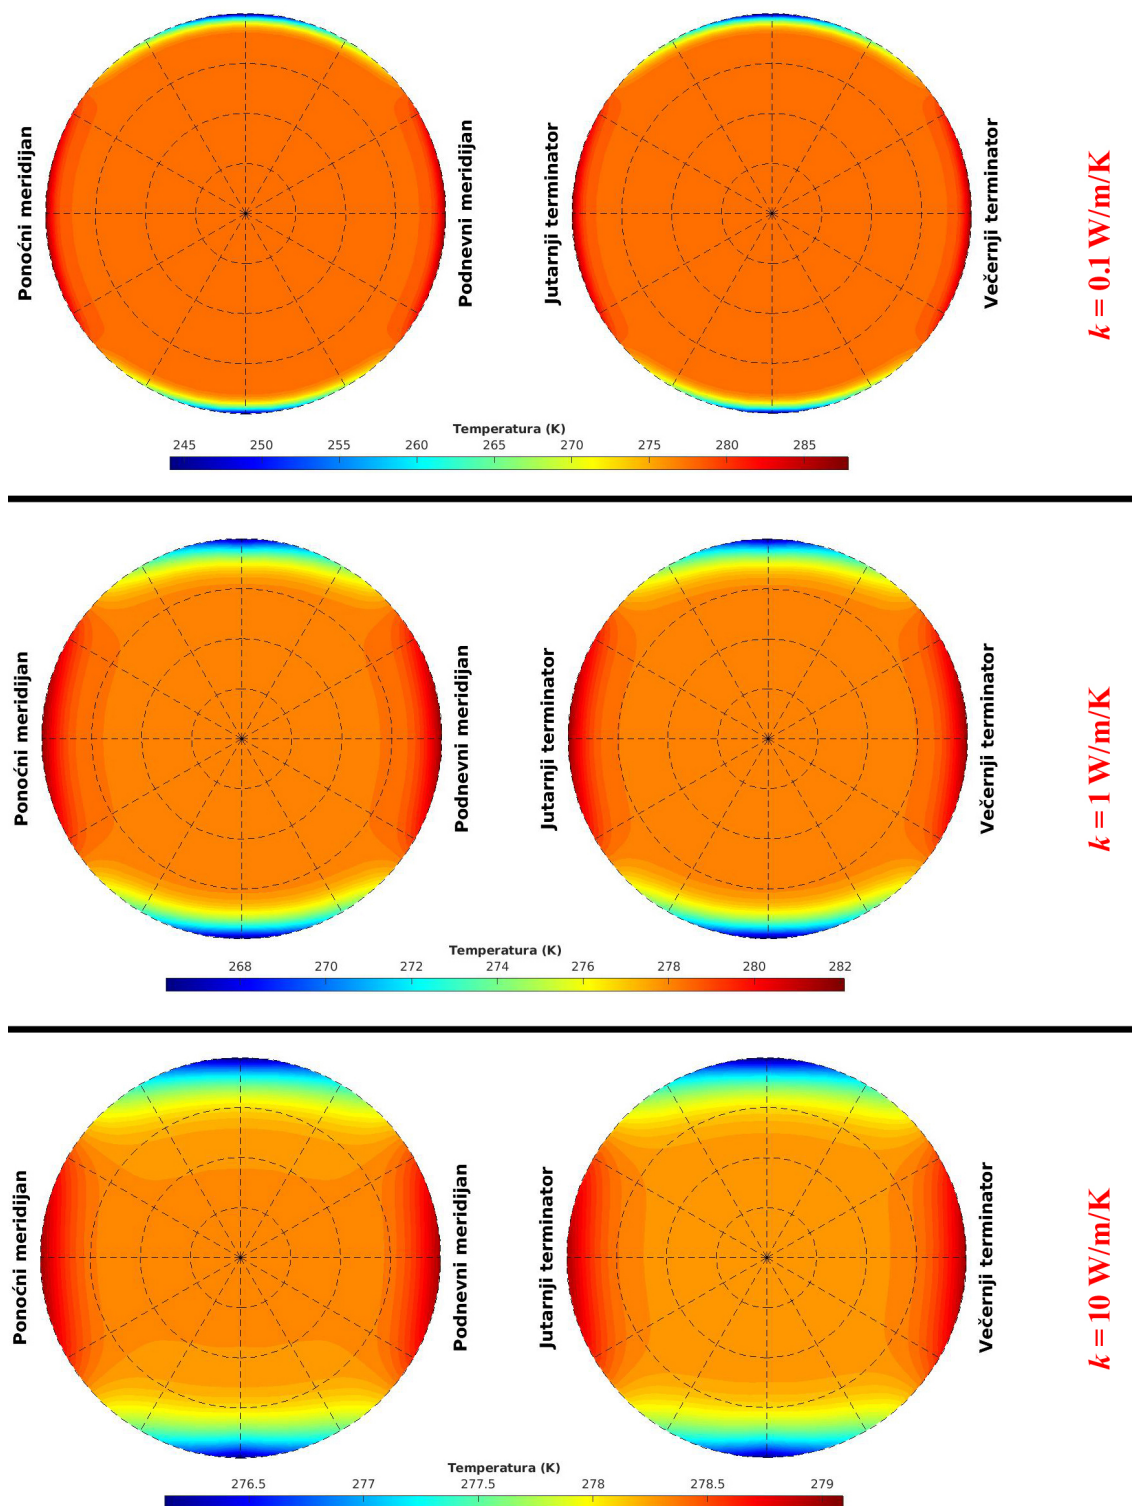 Ponoćni meridijan
Podnevni meridijan
Jutarnji terminator
Večernji terminator
k = 0.1 W/m/K
Temperatura (K)
245 250 255 260 265 270 275 280 285
Ponoćni meridijan
Podnevni meridijan
Jutarnji terminator
Večernji terminator
k = 1 W/m/K
Temperatura (K)
268 270 272 274 276 278 280 282
Ponoćni meridijan
Podnevni meridijan
Jutarnji terminator
Večernji terminator
k = 10 W/m/K
Temperatura (K)
276.5 277 277.5 278 278.5 279